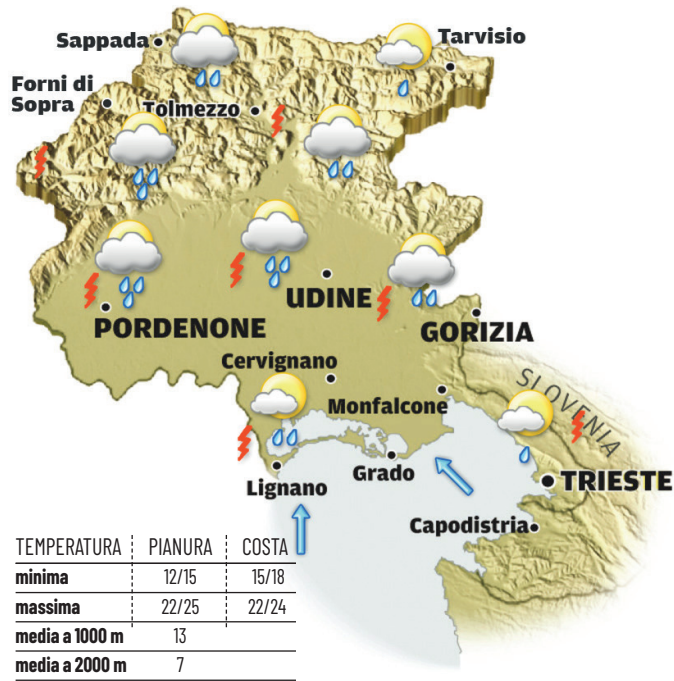 Sappada
Tarvisio
Forni di
Sopra
Tolmezzo
UDINE
PORDENONE
GORIZIA
Cervignano
SLOVENIA
Monfalcone
Grado
Lignano
TRIESTE
Capodistria
TEMPERATURA PIANURA COSTA
minima 12/15 15/18
massima 22/25 22/24
media a 1000 m 13
media a 2000 m 7